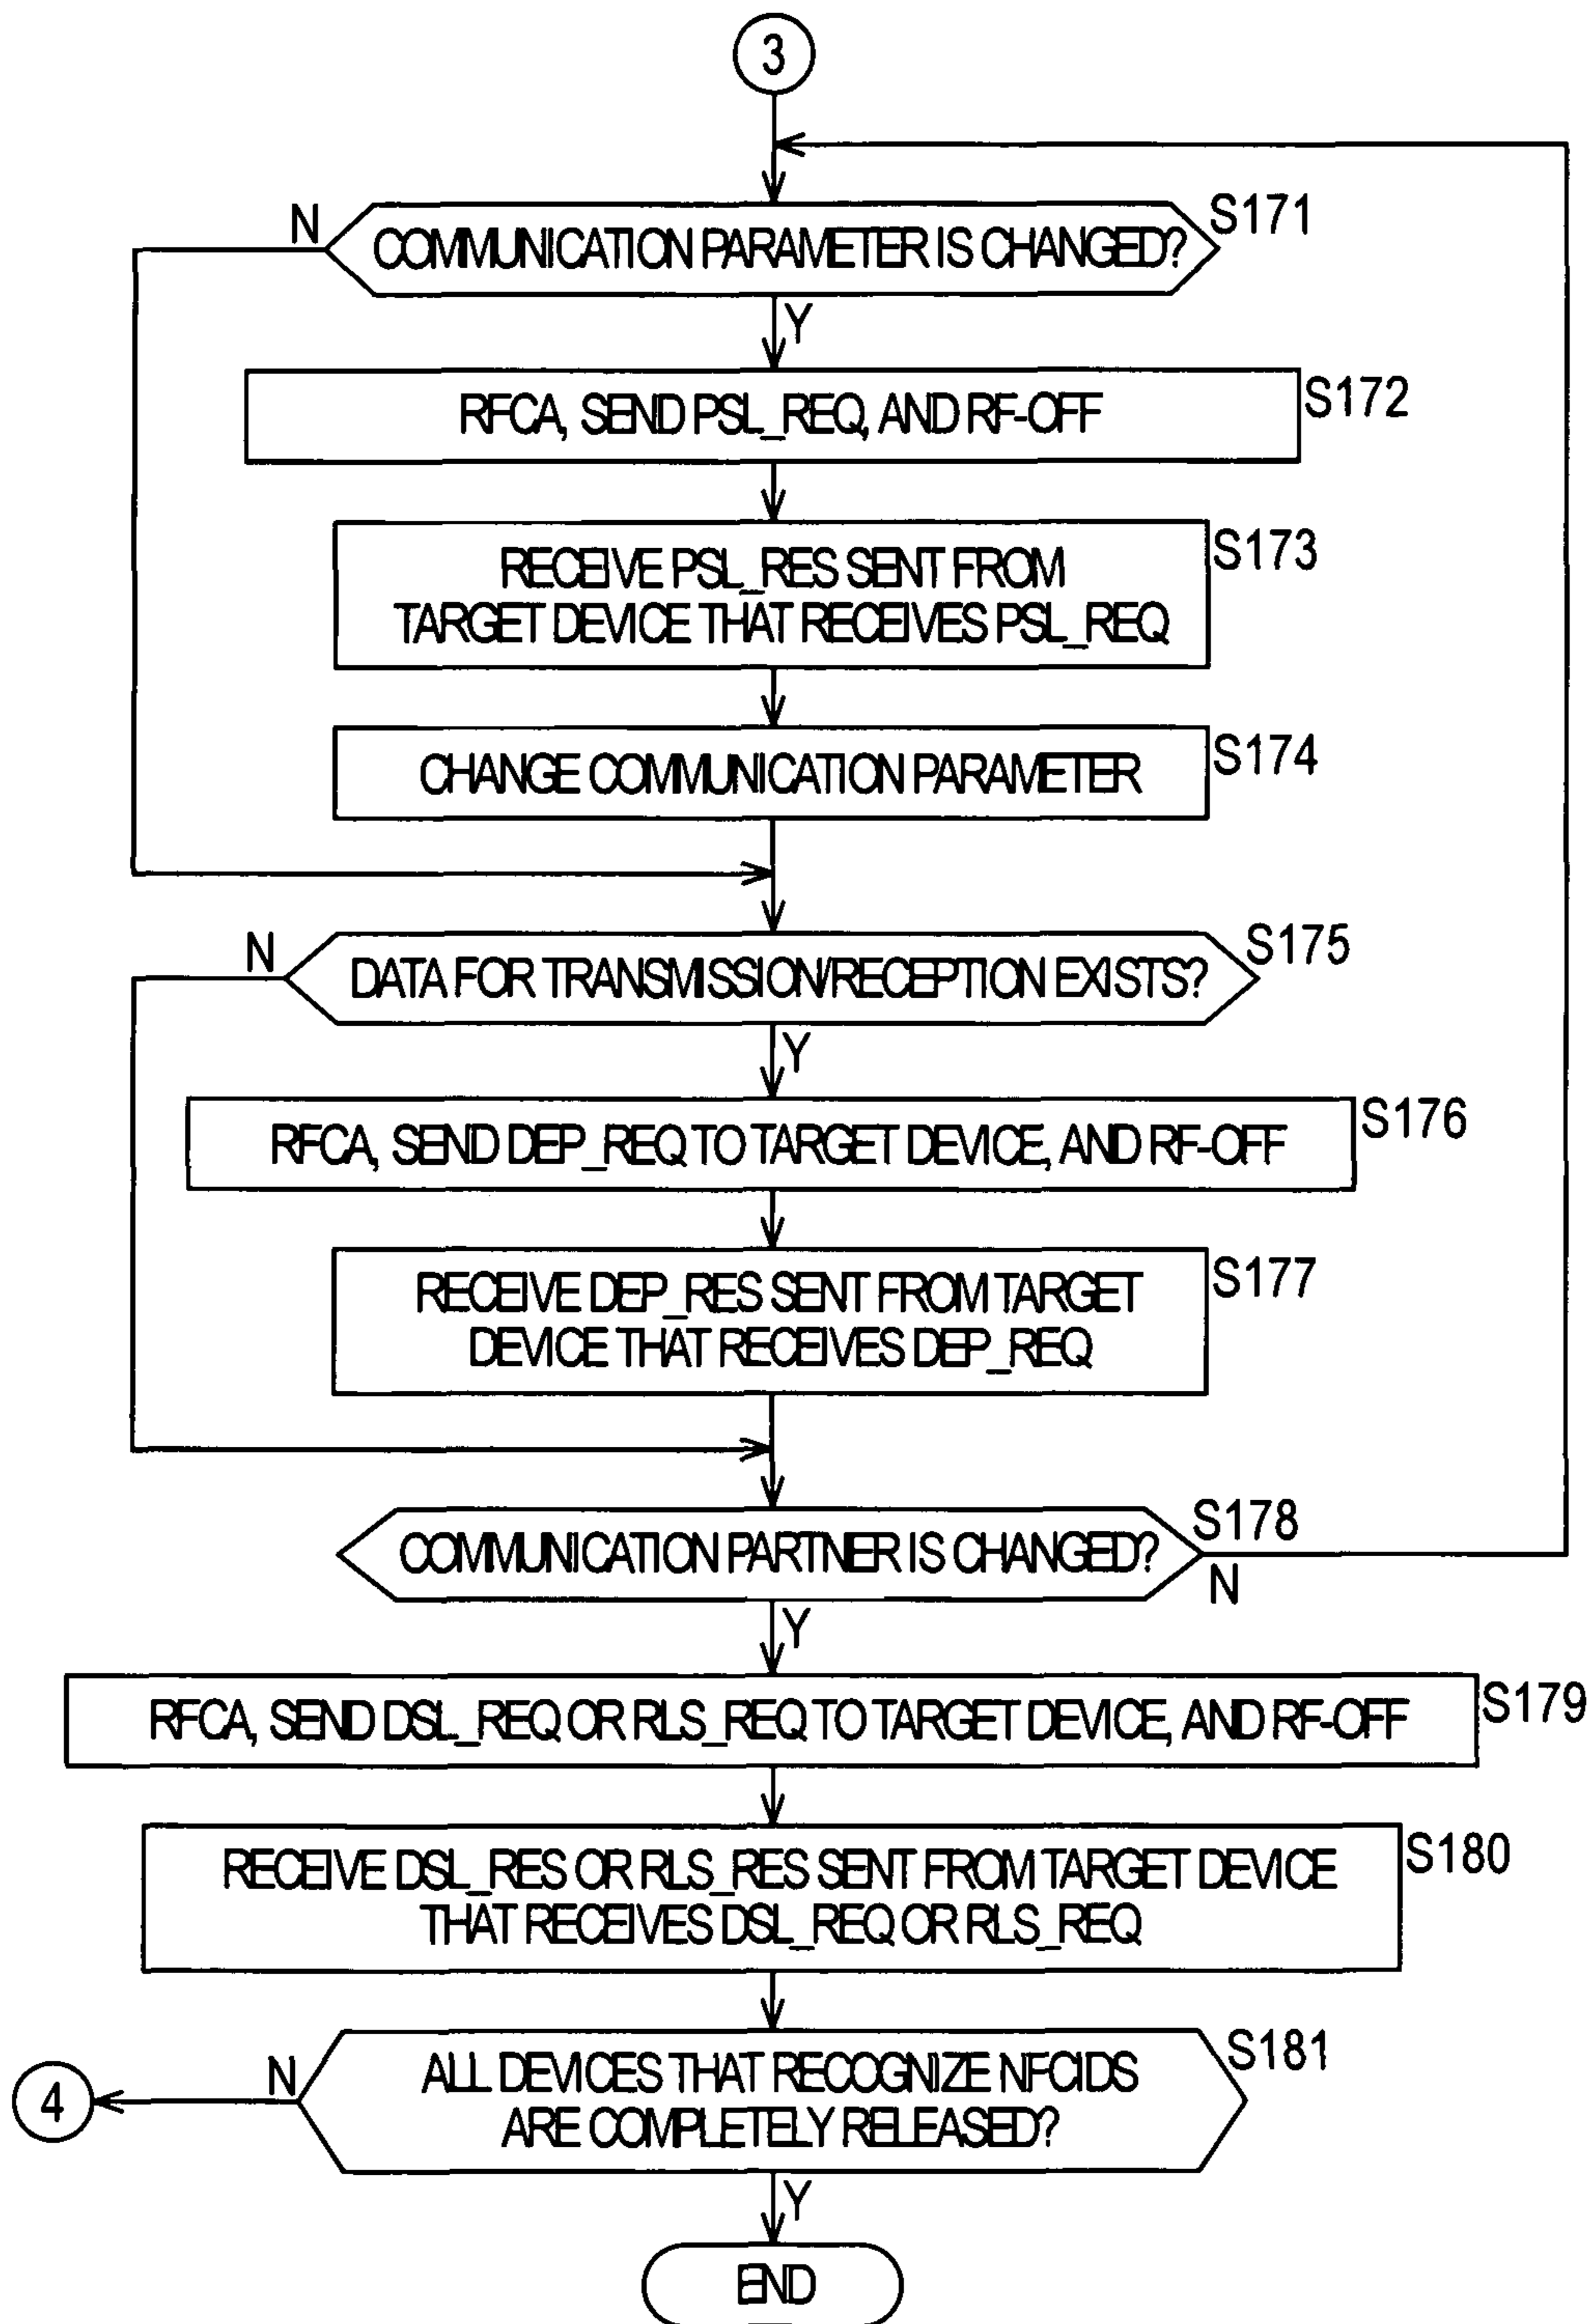 3
N
COMMUNICATION PARAMETER IS CHANGED?
S171
Y
RFCA, SEND PSL_REQ, AND RF-OFF
S172
RECEIVE PSL_RES SENT FROM
TARGET DEVICE THAT RECEIVES PSL_REQ
S173
CHANGE COMMUNICATION PARAMETER
S174
N
DATA FOR TRANSMISSION/RECEPTION EXISTS?
S175
Y
RFCA, SEND DEP_REQ TO TARGET DEVICE, AND RF-OFF
S176
RECEIVE DEP_RES SENT FROM TARGET
DEVICE THAT RECEIVES DEP_REQ
S177
COMMUNICATION PARTNER IS CHANGED?
S178
N
Y
RFCA, SEND DSL_REQ OR RLS_REQ TO TARGET DEVICE, AND RF-OFF
S179
RECEIVE DSL_RES OR RLS_RES SENT FROM TARGET DEVICE
THAT RECEIVES DSL_REQ OR RLS_REQ
S180
4
N
ALL DEVICES THAT RECOGNIZE NFCIDS
ARE COMPLETELY RELEASED?
S181
Y
END